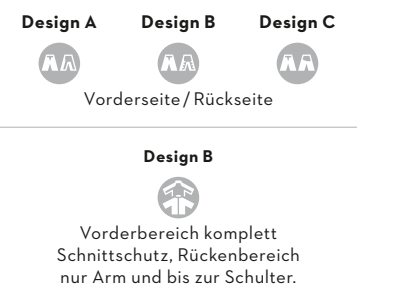 Design A Design B Design C
Vorderseite / Rückseite
Design B
Vorderbereich komplett
Schnittschutz, Rückenbereich
nur Arm und bis zur Schulter.